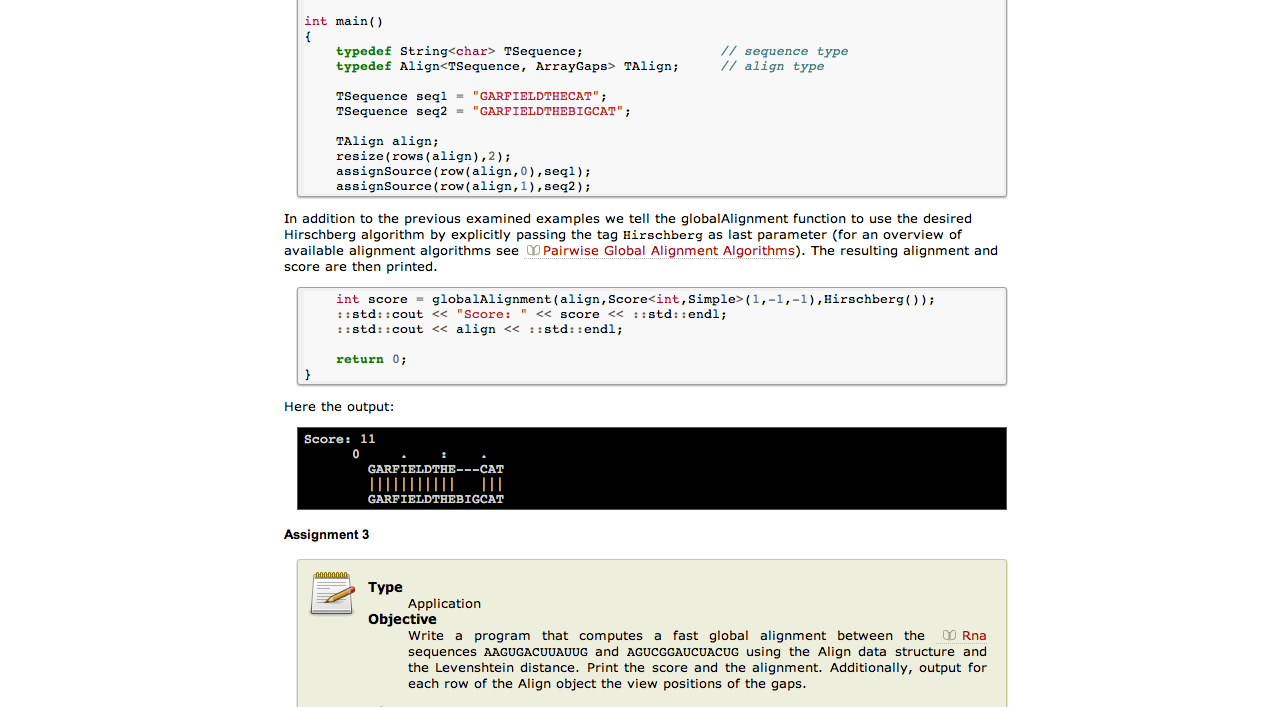 int main()
{
    typedef String<char> TSequence;                 // sequence type
    typedef Align<TSequence, ArrayGaps> TAlign;     // align type
    TSequence seq1 = "GARFIELDTHECAT";
    TSequence seq2 = "GARFIELDTHEBIGCAT";
    TAlign align;
    resize(rows(align),2);
    assignSource(row(align,0),seq1);
    assignSource(row(align,1),seq2);
In addition to the previous examined examples we tell the globalAlignment function to use the desired
Hirschberg algorithm by explicitly passing the tag Hirschberg as last parameter (for an overview of
available alignment algorithms see Pairwise Global Alignment Algorithms). The resulting alignment and
score are then printed.
    int score = globalAlignment(align,Score<int,Simple>(1,-1,-1),Hirschberg());
    ::std::cout << "Score: " << score << ::std::endl;
    ::std::cout << align << ::std::endl;
    return 0;
}
Here the output:
Score: 11
      0     .    :    .
        GARFIELDTHE---CAT
        |||||||||||   |||
        GARFIELDTHEBIGCAT
Assignment 3
Type
Application
Objective
Write a program that computes a fast global alignment between the Rna
sequences AAGUGACUUAUUG and AGUCGGAUCUACUG using the Align data structure and
the Levenshtein distance. Print the score and the alignment. Additionally, output for
each row of the Align object the view positions of the gaps.